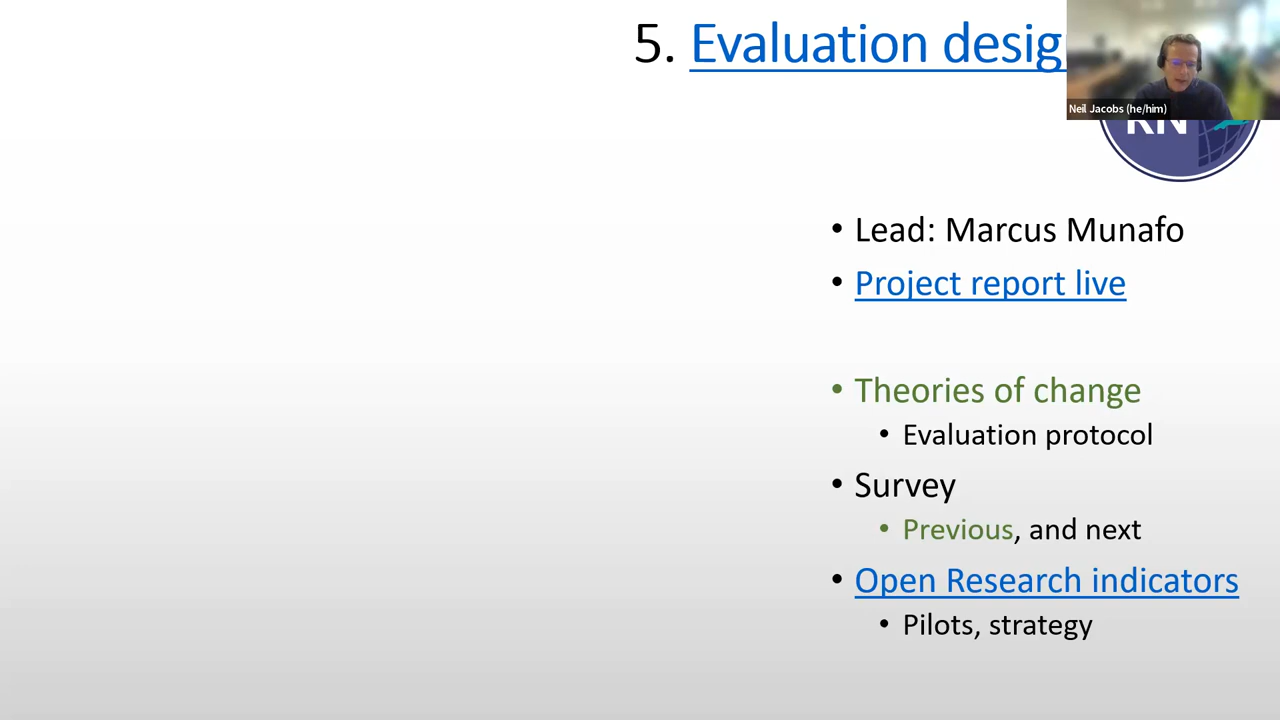 5. Evaluation desig
Neil Jacobs (he/him)
RN
• Lead: Marcus Munafo
• Project report live
• Theories of change
• Evaluation protocol
• Survey
• Previous, and next
• Open Research indicators
• Pilots, strategy